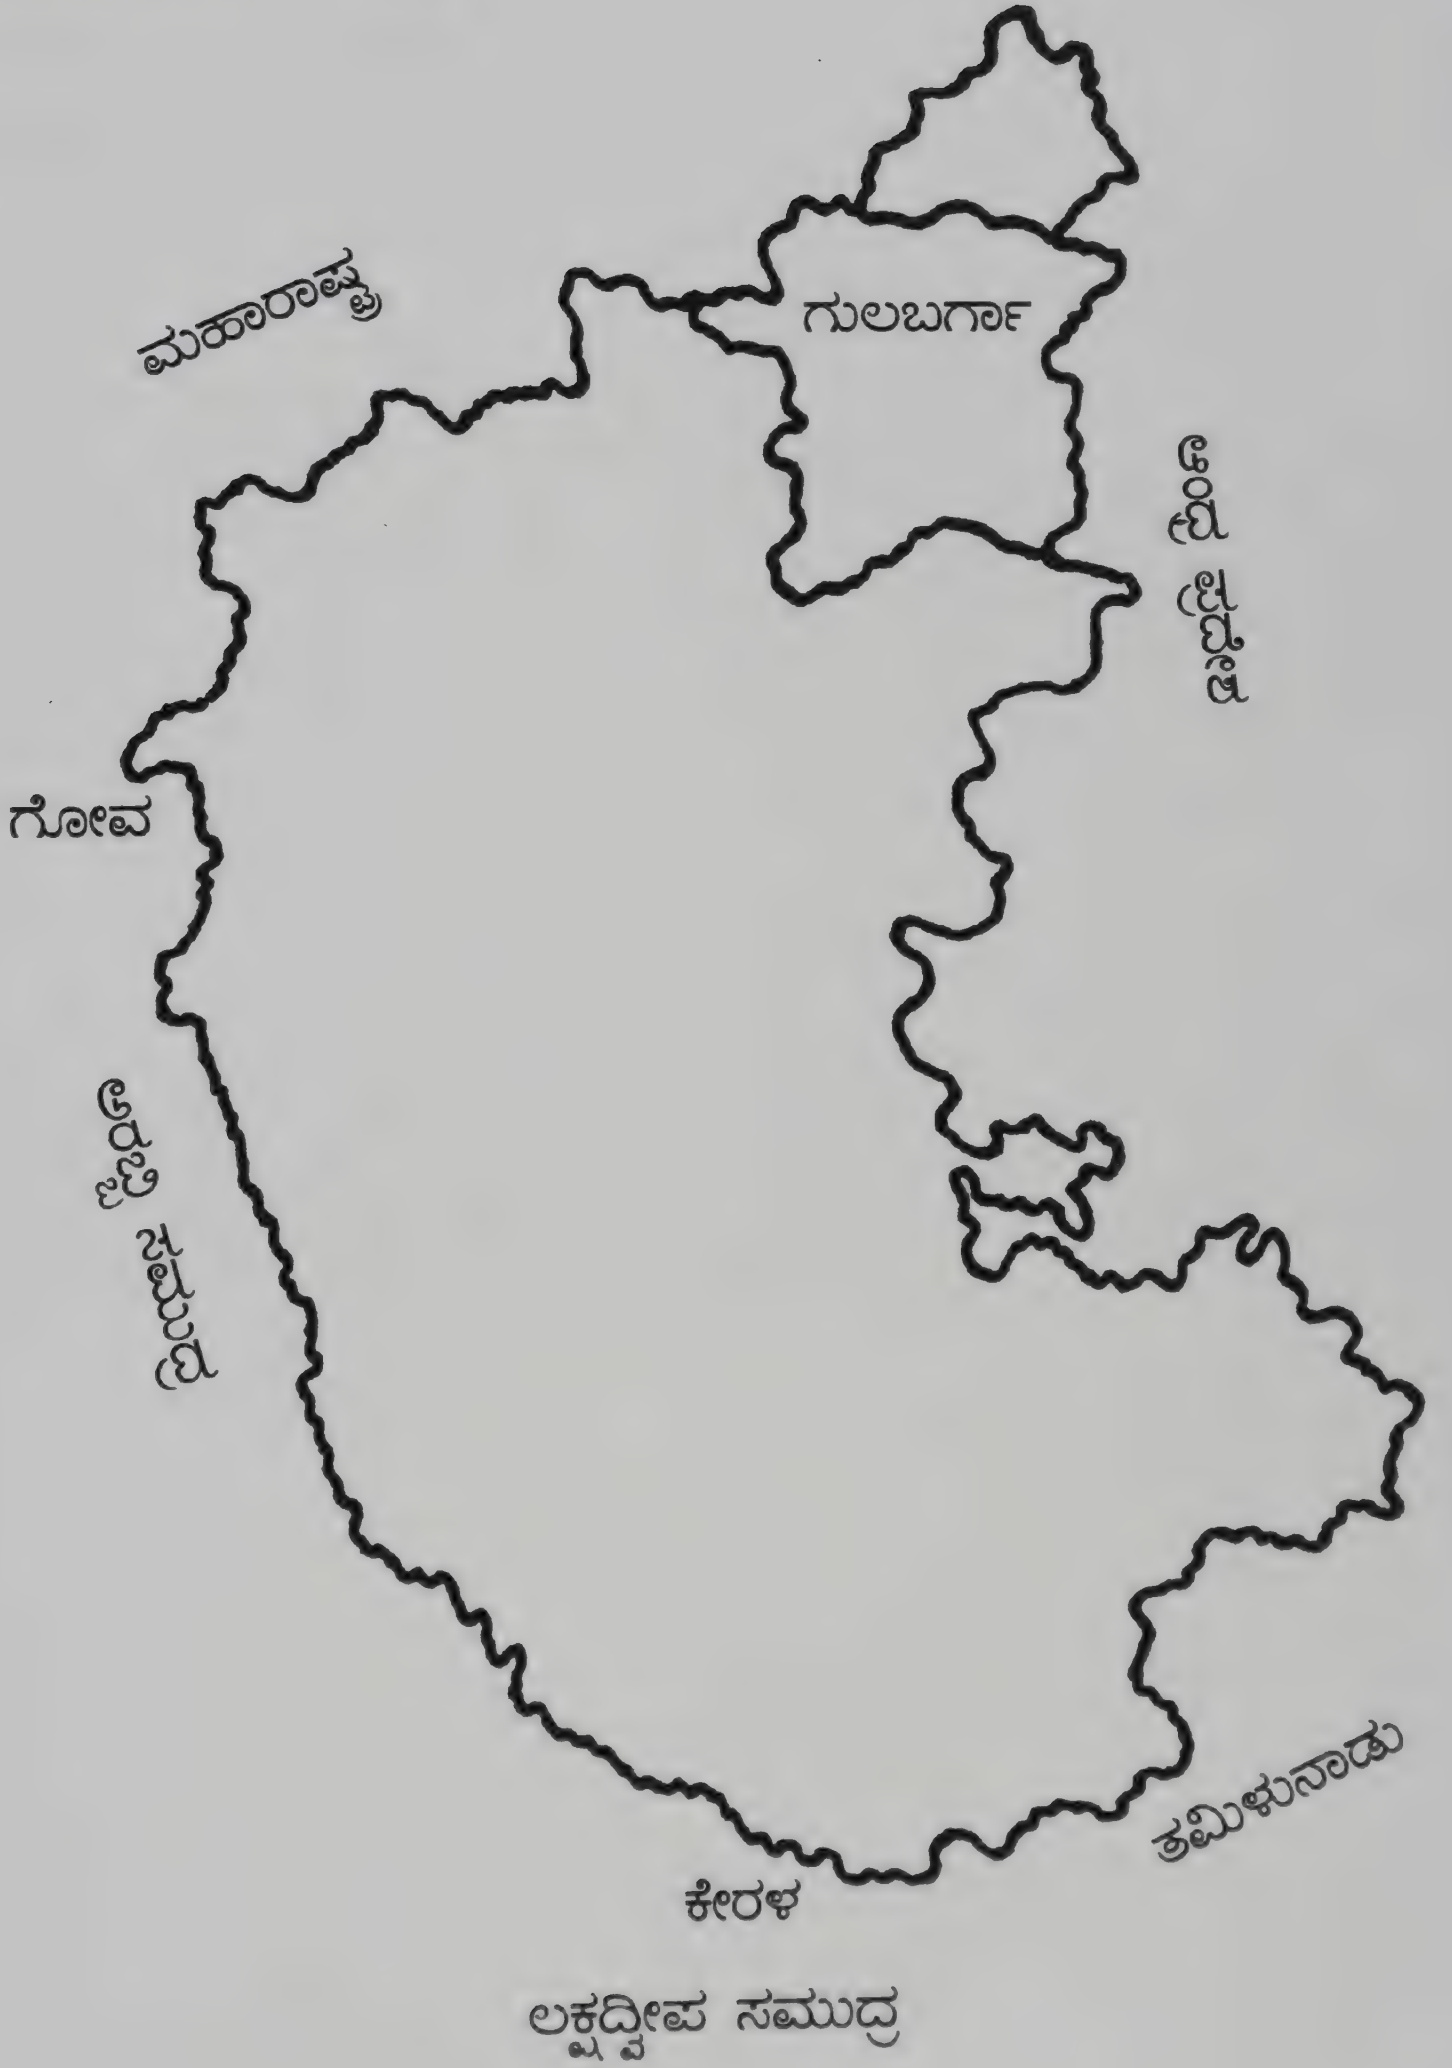 ಮಹಾರಾಷ್ಟ್ರ
ಗುಲಬರ್ಗಾ
ಆಂಧ್ರ ಪ್ರದೇಶ
ಗೋವ
ಅರಬ್ಬಿ ಸಮುದ್ರ
ತಮಿಳುನಾಡು
ಕೇರಳ
ಲಕ್ಷದ್ವೀಪ ಸಮುದ್ರ